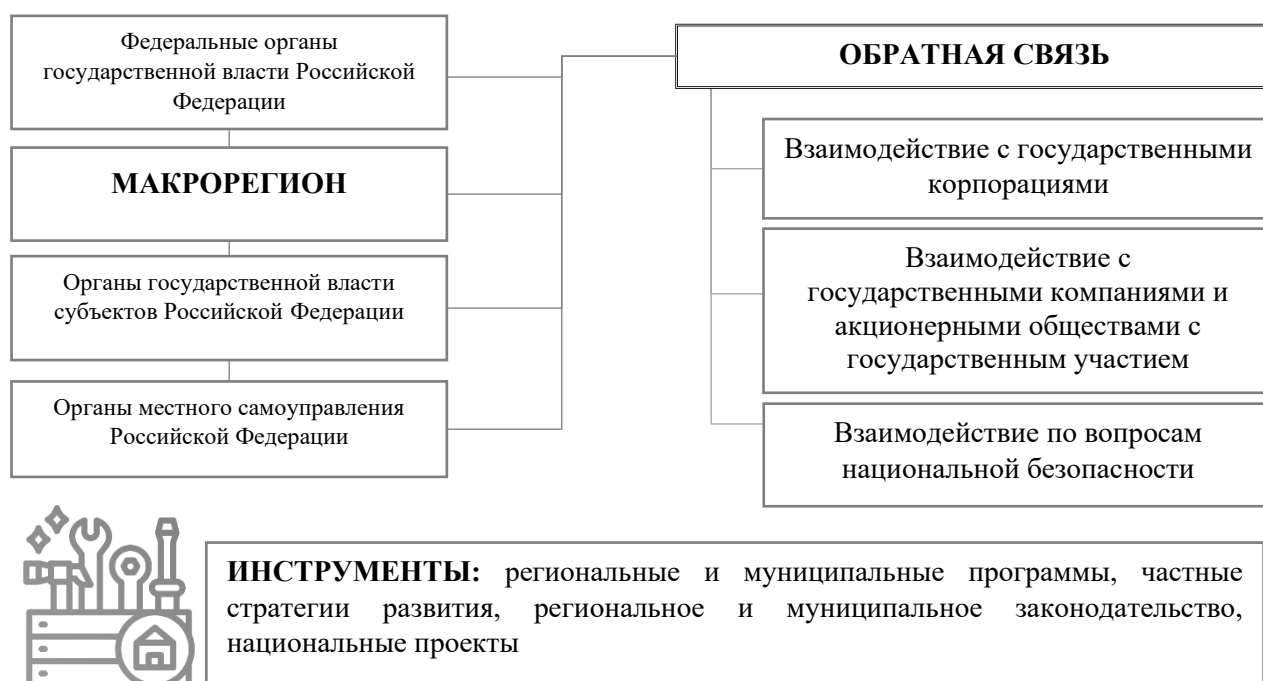 Федеральные органы
государственной власти Российской
Федерации
МАКРОРЕГИОН
Органы государственной власти
субъектов Российской Федерации
Органы местного самоуправления
Российской Федерации
ОБРАТНАЯ СВЯЗЬ
Взаимодействие с государственными
корпорациями
Взаимодействие с
государственными компаниями и
акционерными обществами с
государственным участием
Взаимодействие по вопросам
национальной безопасности
ИНСТРУМЕНТЫ: региональные и муниципальные программы, частные
стратегии развития, региональное и муниципальное законодательство,
национальные проекты